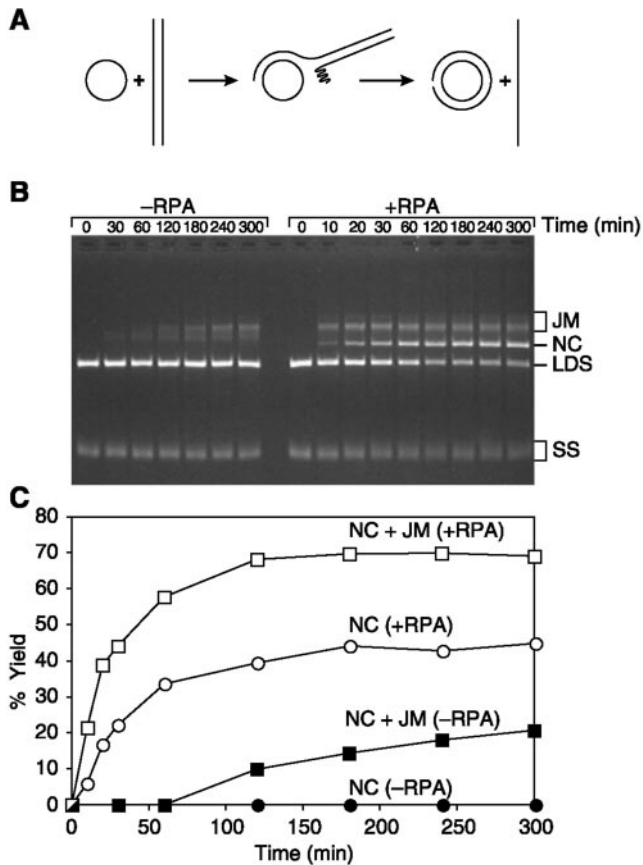 A
+
+
B
–RPA +RPA
0 30 60 120 180 240 300 0 10 20 30 60 120 180 240 300 Time (min)
JM
NC
LDS
SS
C
80
70
60
50
40
30
20
10
0
% Yield
NC + JM (+RPA)
NC (+RPA)
NC + JM (–RPA)
NC (–RPA)
0 50 100 150 200 250 300
Time (min)